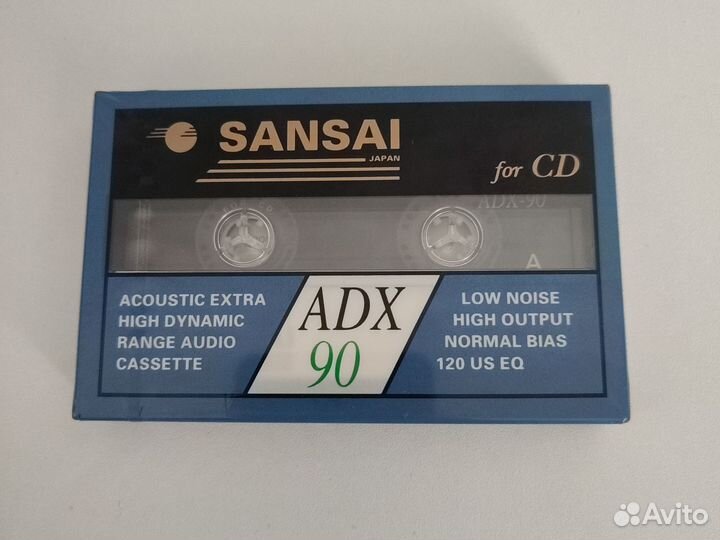 SANSAI
JAPAN
for CD
ADX-90
A
ACOUSTIC EXTRA
HIGH DYNAMIC
RANGE AUDIO
CASSETTE
ADX
90
LOW NOISE
HIGH OUTPUT
NORMAL BIAS
120 US EQ
Avito